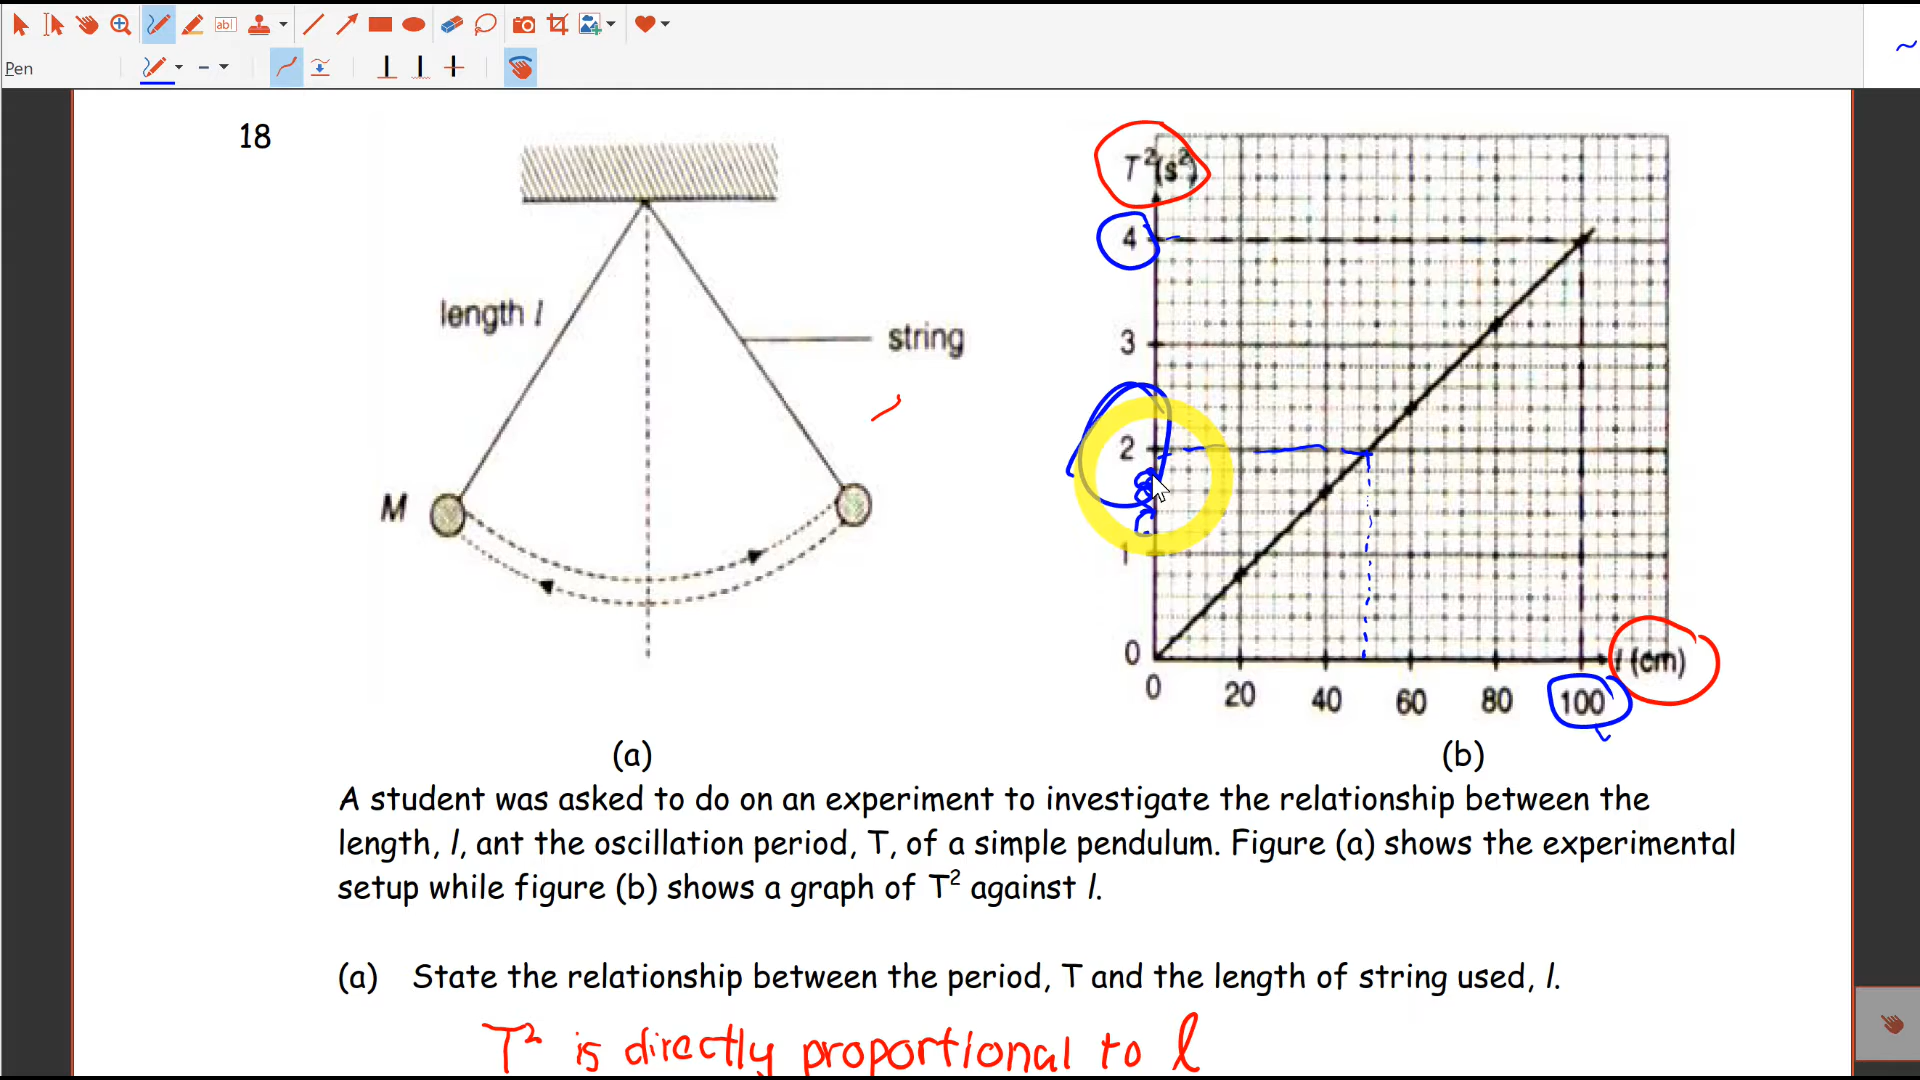 abl
Pen
18
T²(s²)
4
3
2
1
0
0 20 40 60 80 100
l (cm)
length l
string
M
(a)
(b)
A student was asked to do on an experiment to investigate the relationship between the
length, l, ant the oscillation period, T, of a simple pendulum. Figure (a) shows the experimental
setup while figure (b) shows a graph of T² against l.
(a) State the relationship between the period, T and the length of string used, l.
T² is directly proportional to l